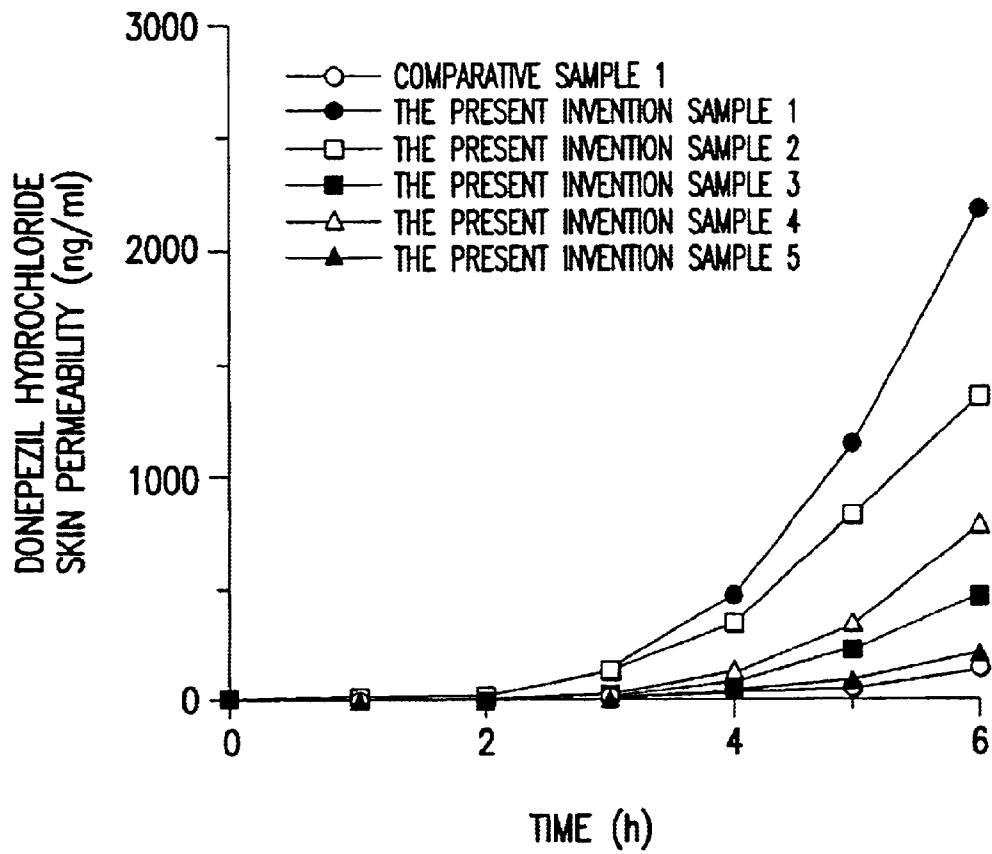 3000
COMPARATIVE SAMPLE 1
THE PRESENT INVENTION SAMPLE 1
THE PRESENT INVENTION SAMPLE 2
THE PRESENT INVENTION SAMPLE 3
THE PRESENT INVENTION SAMPLE 4
THE PRESENT INVENTION SAMPLE 5
2000
1000
0
DONEPEZIL HYDROCHLORIDE
SKIN PERMEABILITY (ng/ml)
0 2 4 6
TIME (h)